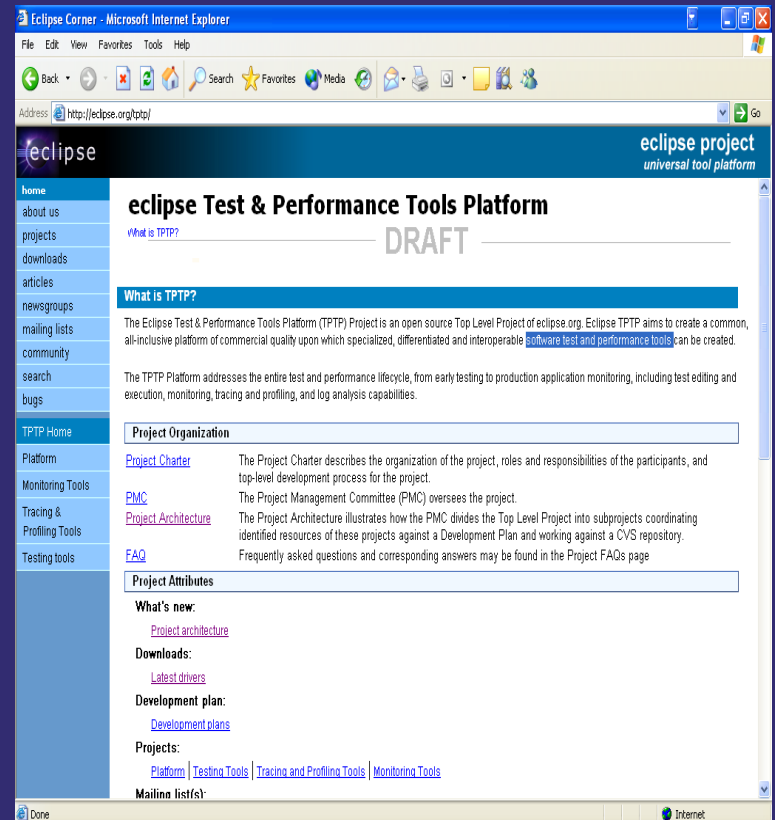 Eclipse Corner - Microsoft Internet Explorer
File Edit View Favorites Tools Help
Back Search Favorites Media
Address http://eclipse.org/tptp/ Go
eclipse
eclipse project
universal tool platform
home
about us
projects
downloads
articles
newsgroups
mailing lists
community
search
bugs
TPTP Home
Platform
Monitoring Tools
Tracing &
Profiling Tools
Testing tools
eclipse Test & Performance Tools Platform
What is TPTP?
DRAFT
What is TPTP?
The Eclipse Test & Performance Tools Platform (TPTP) Project is an open source Top Level Project of eclipse.org. Eclipse TPTP aims to create a common,
all-inclusive platform of commercial quality upon which specialized, differentiated and interoperable software test and performance tools can be created.
The TPTP Platform addresses the entire test and performance lifecycle, from early testing to production application monitoring, including test editing and
execution, monitoring, tracing and profiling, and log analysis capabilities.
Project Organization
Project Charter The Project Charter describes the organization of the project, roles and responsibilities of the participants, and
top-level development process for the project.
PMC The Project Management Committee (PMC) oversees the project.
Project Architecture The Project Architecture illustrates how the PMC divides the Top Level Project into subprojects coordinating
identified resources of these projects against a Development Plan and working against a CVS repository.
FAQ Frequently asked questions and corresponding answers may be found in the Project FAQs page
Project Attributes
What's new:
Project architecture
Downloads:
Latest drivers
Development plan:
Development plans
Projects:
Platform | Testing Tools | Tracing and Profiling Tools | Monitoring Tools
Mailing list(s):
Done Internet